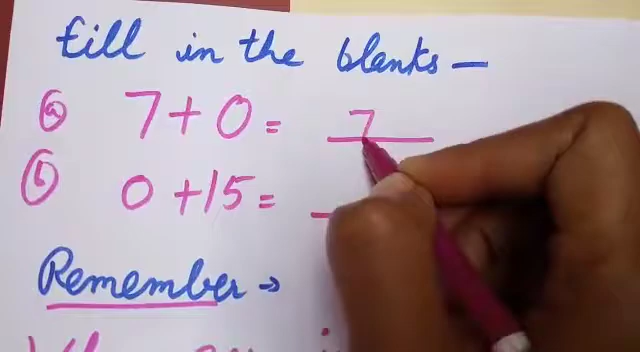 fill in the blanks —
ⓐ 7 + 0 = 7
ⓑ 0 + 15 =
Remember →